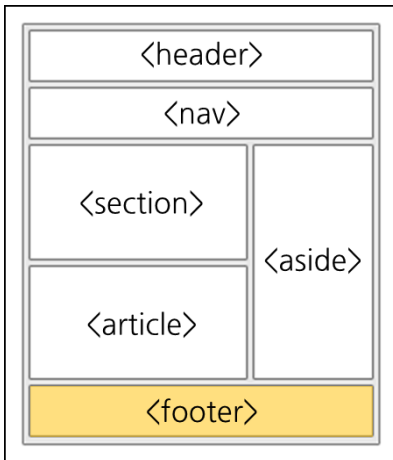 <header>
<nav>
<section>
<aside>
<article>
<footer>